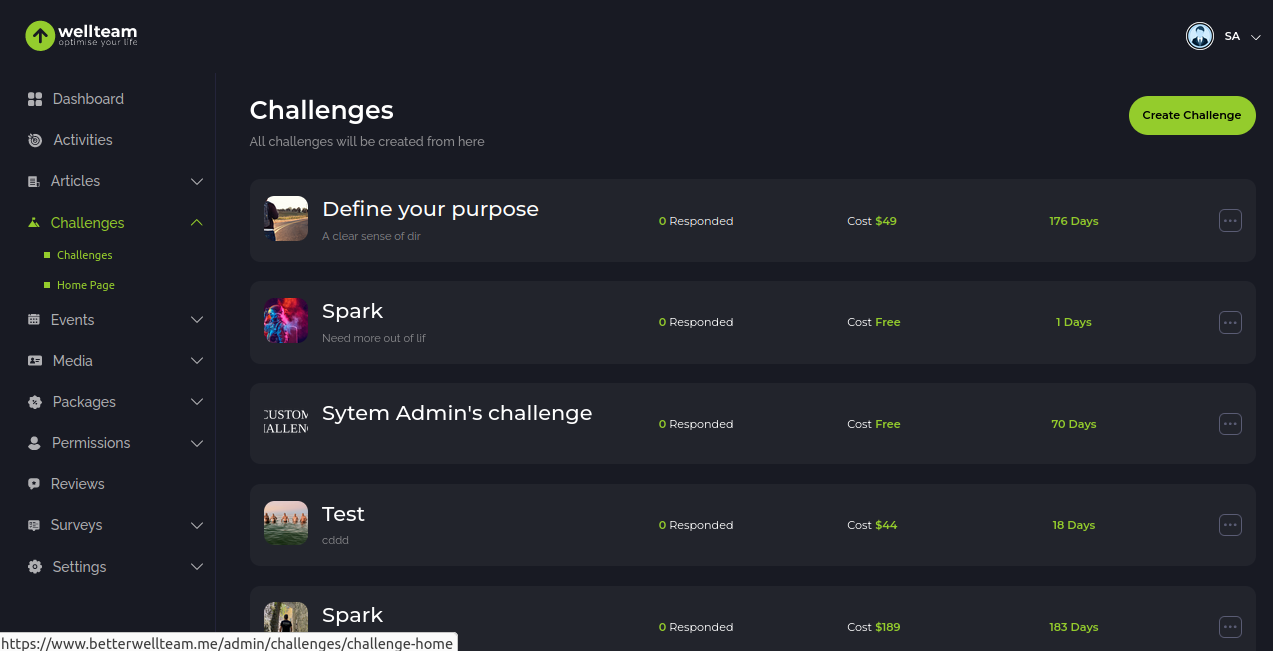 wellteam
optimise your life
SA
Dashboard
Activities
Articles
Challenges
Challenges
Home Page
Events
Media
Packages
Permissions
Reviews
Surveys
Settings
Challenges
All challenges will be created from here
Create Challenge
Define your purpose
A clear sense of dir
0 Responded
Cost $49
176 Days
Spark
Need more out of lif
0 Responded
Cost Free
1 Days
CUSTOM
HALLENG
Sytem Admin's challenge
0 Responded
Cost Free
70 Days
Test
cddd
0 Responded
Cost $44
18 Days
Spark
0 Responded
Cost $189
183 Days
https://www.betterwellteam.me/admin/challenges/challenge-home